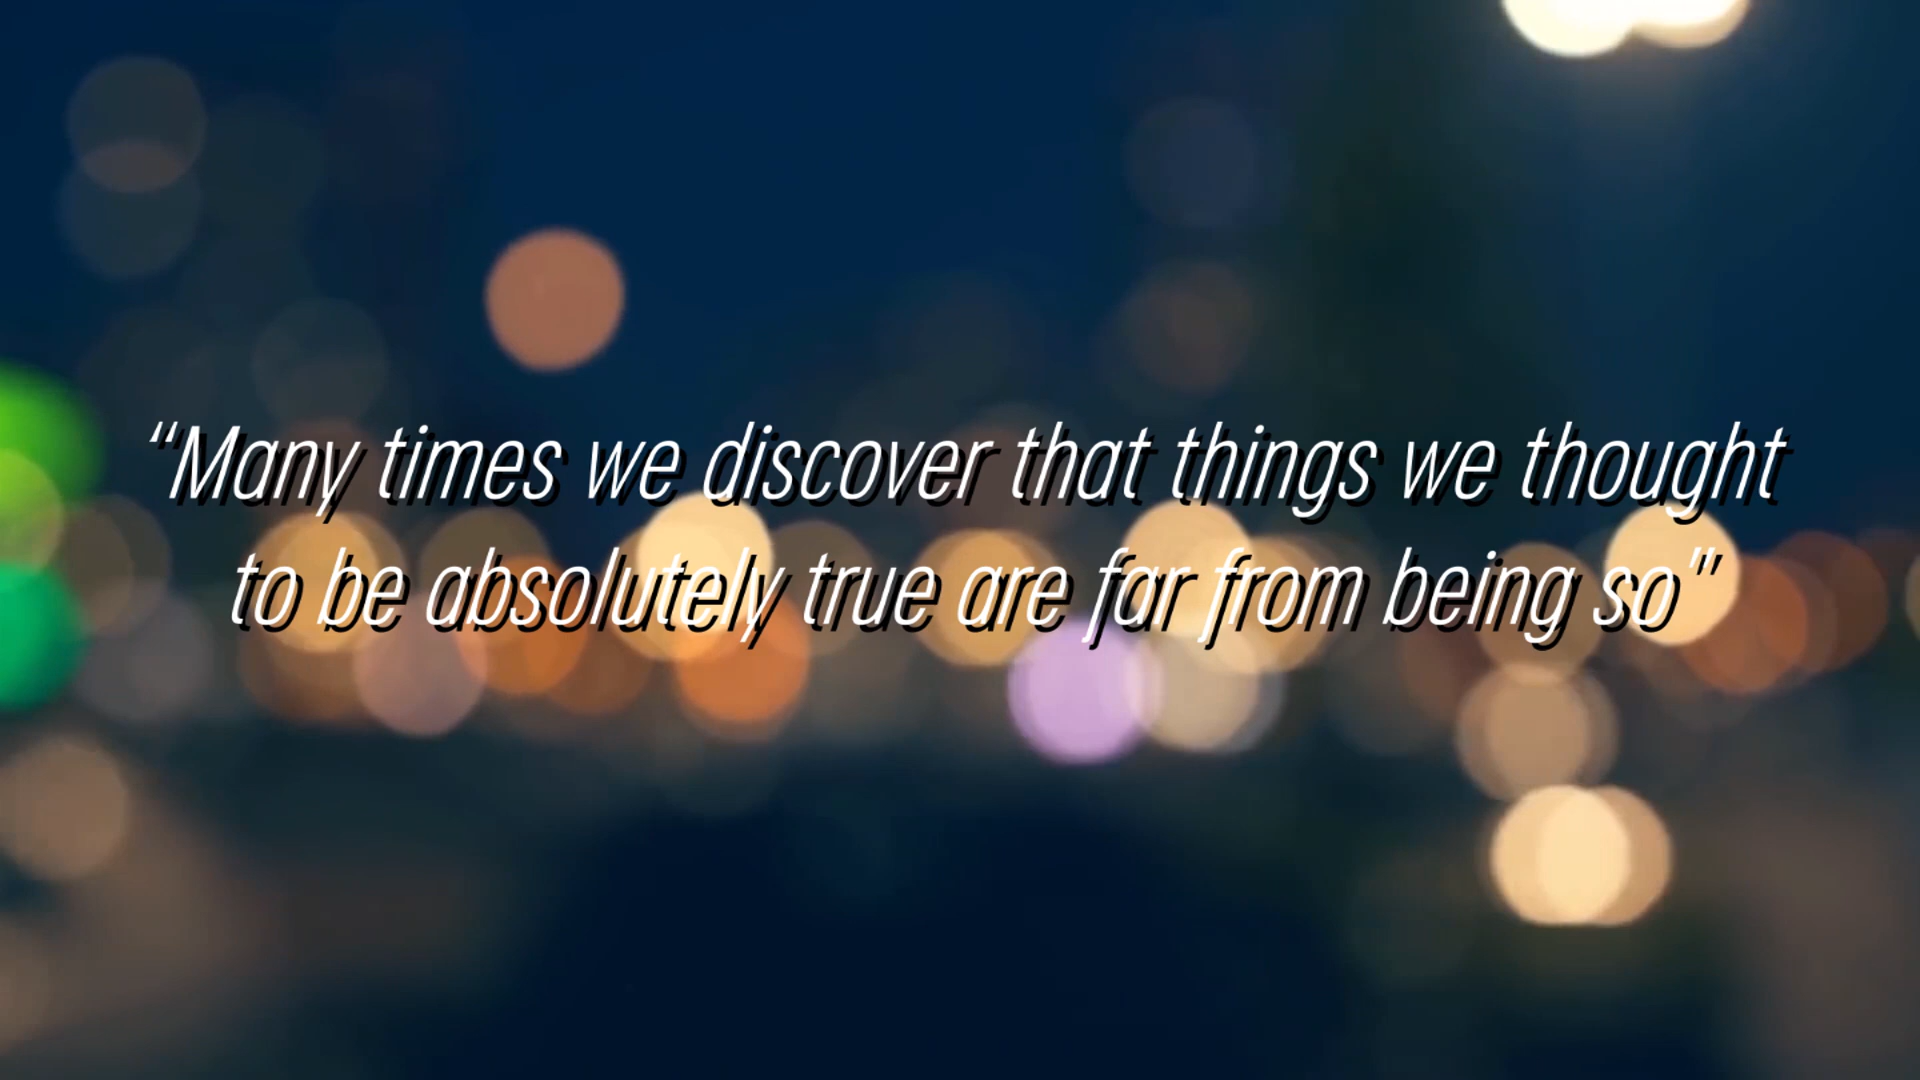 “Many times we discover that things we thought
to be absolutely true are far from being so"